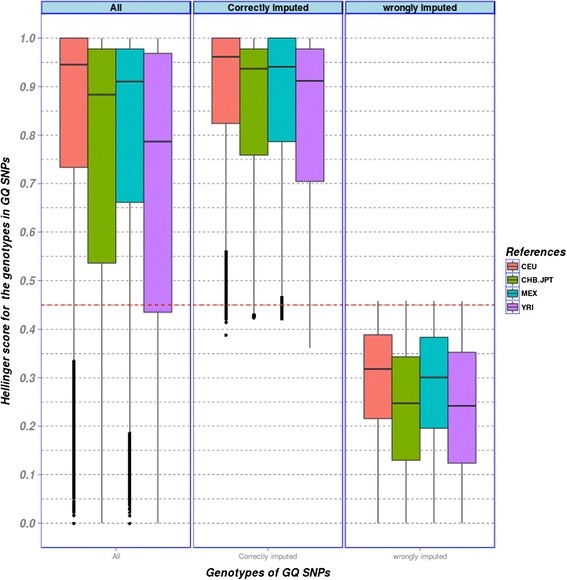 All Correctly Imputed wrongly Imputed
1.0
0.9
0.8
0.7
0.6
0.5
0.4
0.3
0.2
0.1
0.0
Hellinger score for the genotypes in GQ SNPs
All Correctly imputed wrongly imputed
Genotypes of GQ SNPs
References
CEU
CHB.JPT
MEX
YRI